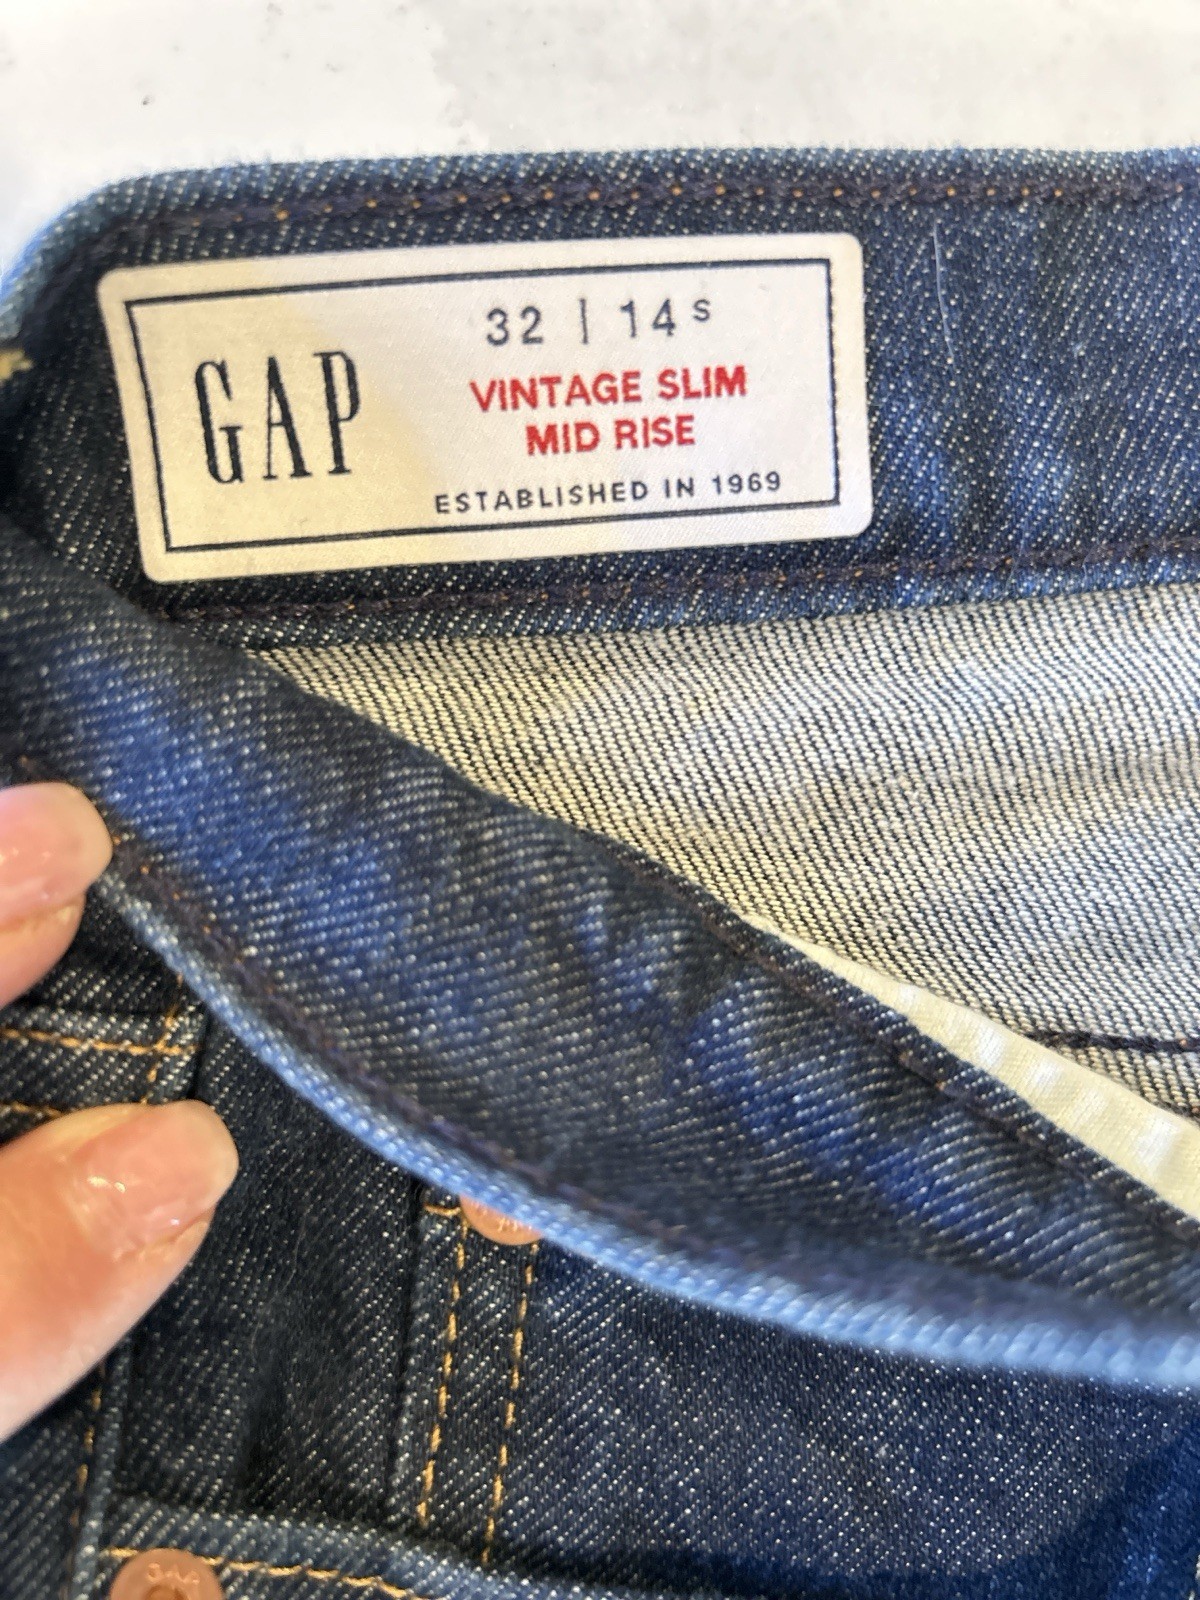 GAP
32 | 14 S
VINTAGE SLIM
MID RISE
ESTABLISHED IN 1969